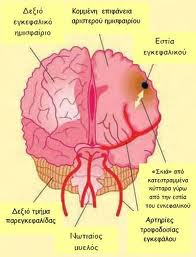 Δεξιό
εγκεφαλικό
ημισφαίριο
Κομμένη επιφάνεια
αριστερού ημισφαιρίου
Εστία
εγκεφαλικού
«Σκιά» από
κατεστραμμένα
κύτταρα γύρω
από την εστία
του εγκεφαλικού
Δεξιό τμήμα
παρεγκεφαλίδας
Νωτιαίος
μυελός
Αρτηρίες
τροφοδοσίας
εγκεφάλου